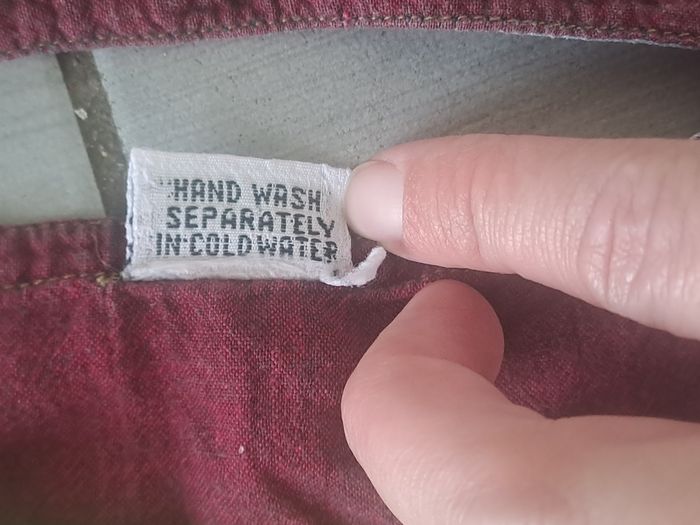 HAND WASH
SEPARATELY
IN COLD WATER